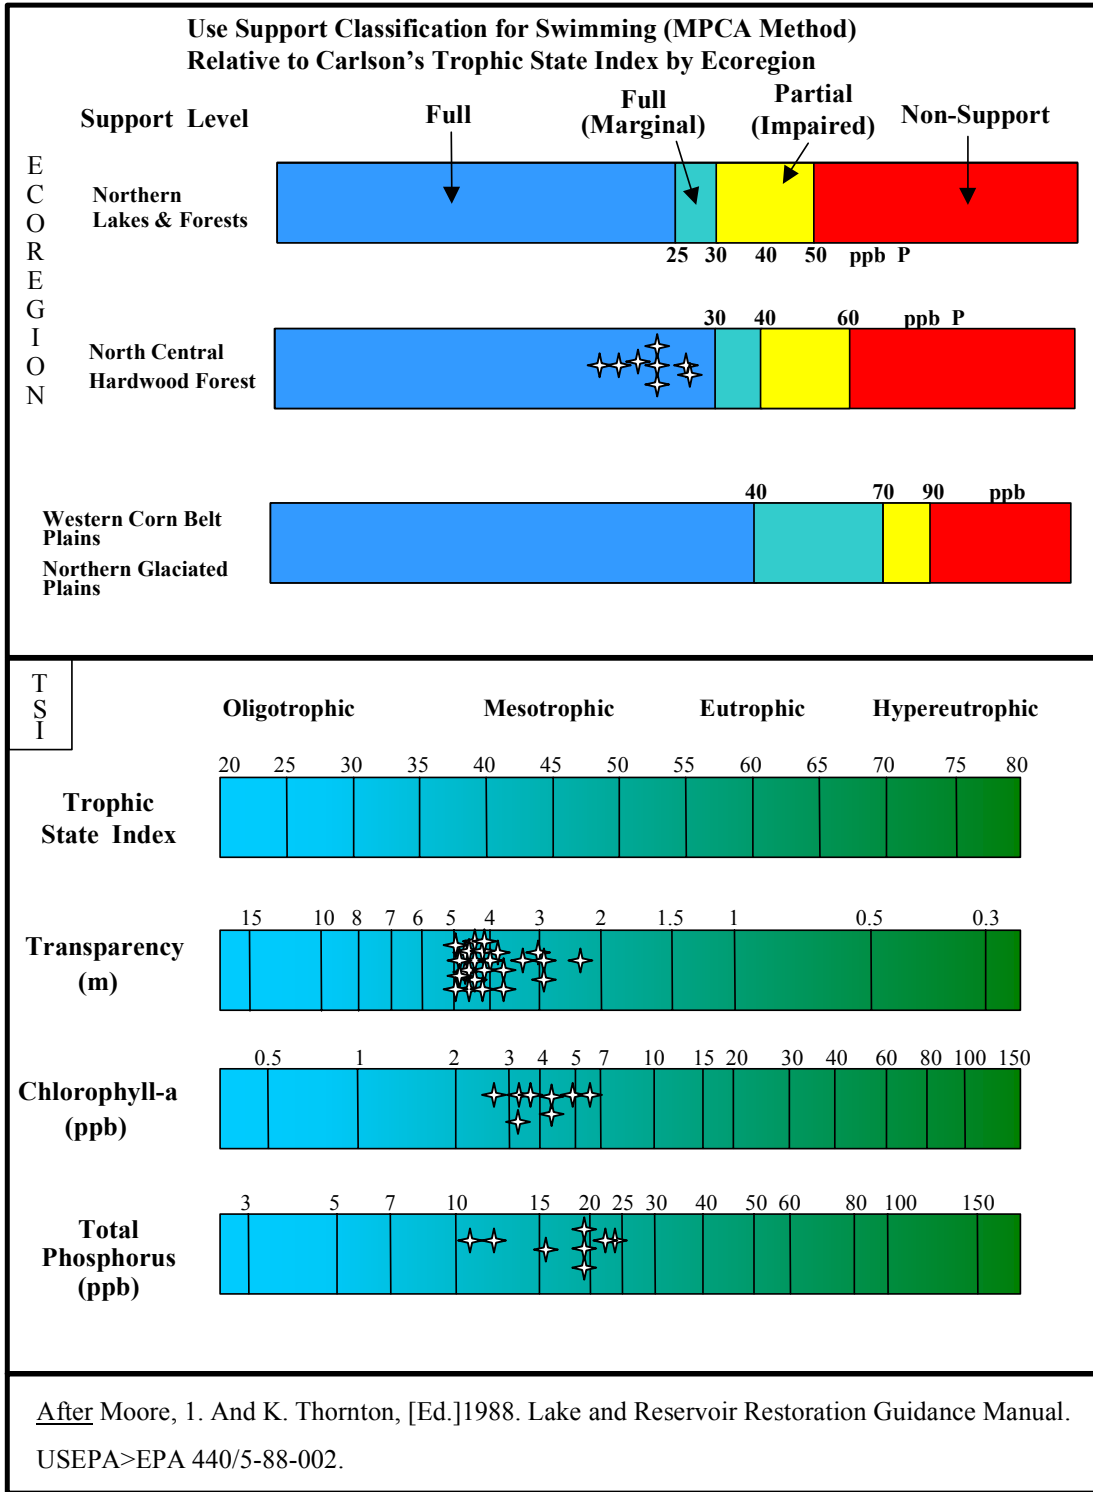 Use Support Classification for Swimming (MPCA Method)
Relative to Carlson's Trophic State Index by Ecoregion
Support Level
Full
Full
(Marginal)
Partial
(Impaired)
Non-Support
E
C
O
R
E
G
I
O
N
Northern
Lakes & Forests
25 30 40 50 ppb P
30 40 60 ppb P
North Central
Hardwood Forest
40 70 90 ppb
Western Corn Belt
Plains
Northern Glaciated
Plains
T
S
I
Oligotrophic Mesotrophic Eutrophic Hypereutrophic
20 25 30 35 40 45 50 55 60 65 70 75 80
Trophic
State Index
15 10 8 7 6 5 4 3 2 1.5 1 0.5 0.3
Transparency
(m)
0.5 1 2 3 4 5 7 10 15 20 30 40 60 80 100 150
Chlorophyll-a
(ppb)
3 5 7 10 15 20 25 30 40 50 60 80 100 150
Total
Phosphorus
(ppb)
After Moore, 1. And K. Thornton, [Ed.]1988. Lake and Reservoir Restoration Guidance Manual.
USEPA>EPA 440/5-88-002.